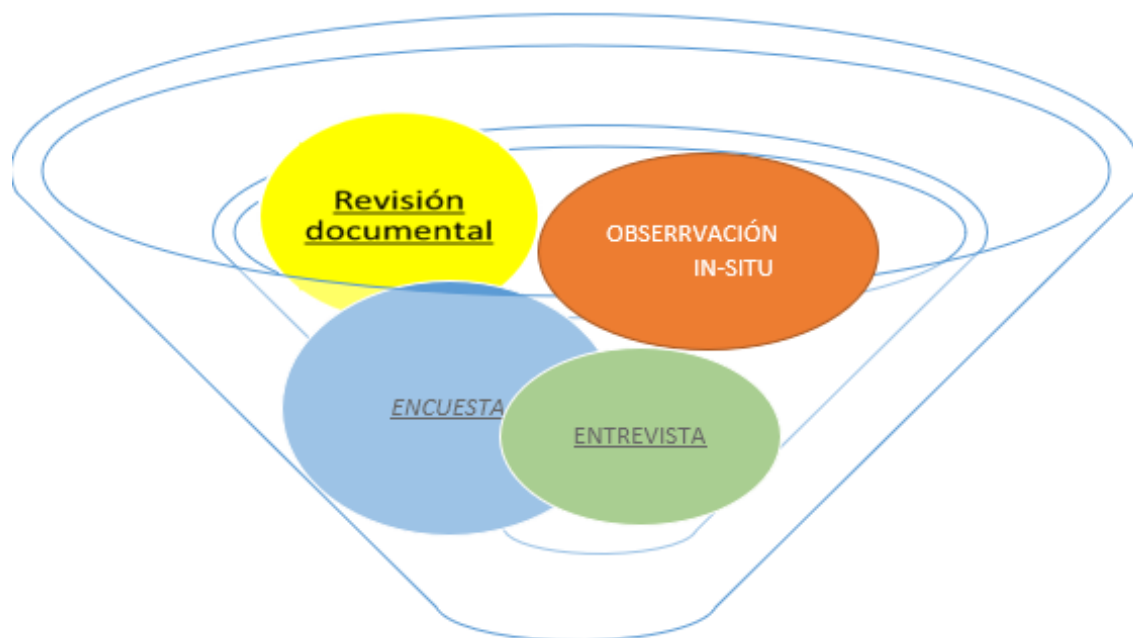 Revisión
documental
OBSERRVACIÓN
IN-SITU
ENCUESTA
ENTREVISTA